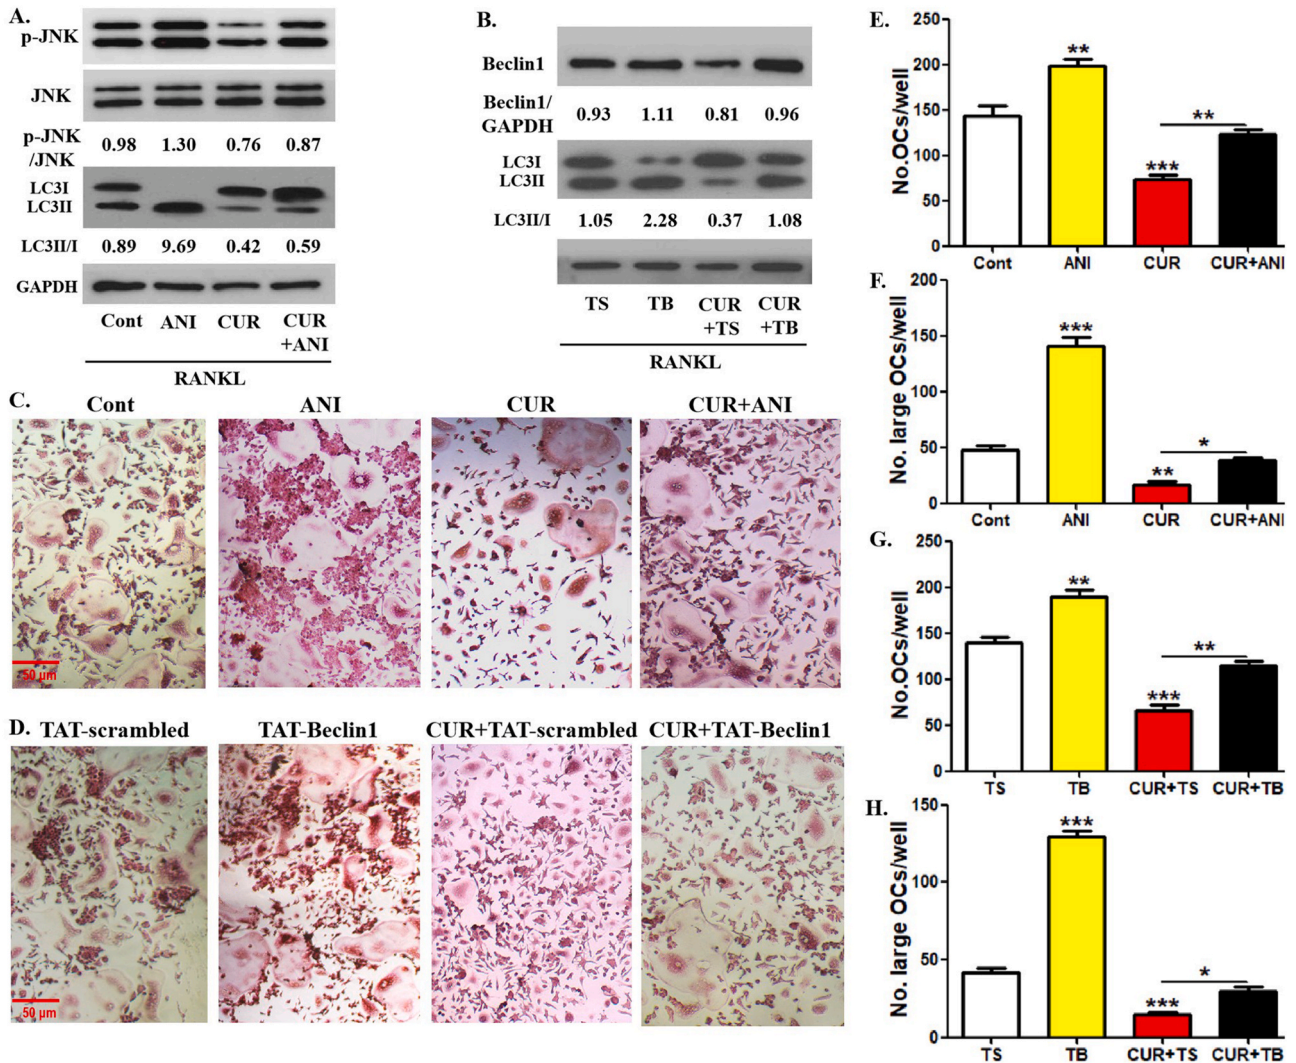 A.
p-JNK
JNK
p-JNK
/JNK
0.98 1.30 0.76 0.87
LC3I
LC3II
LC3II/I
0.89 9.69 0.42 0.59
GAPDH
Cont ANI CUR CUR
+ANI
RANKL
B.
Beclin1
Beclin1/
GAPDH
0.93 1.11 0.81 0.96
LC3I
LC3II
LC3II/I 1.05 2.28 0.37 1.08
TS TB CUR
+TS CUR
+TB
RANKL
C.
Cont ANI CUR CUR+ANI
50 μm
D.
TAT-scrambled TAT-Beclin1 CUR+TAT-scrambled CUR+TAT-Beclin1
50 μm
E.
No.OCs/well
250
200
150
100
50
0
**
***
**
Cont ANI CUR CUR+ANI
F.
No. large OCs/well
200
150
100
50
0
***
**
*
Cont ANI CUR CUR+ANI
G.
No.OCs/well
250
200
150
100
50
0
**
***
**
TS TB CUR+TS CUR+TB
H.
No. large OCs/well
150
100
50
0
***
***
*
TS TB CUR+TS CUR+TB